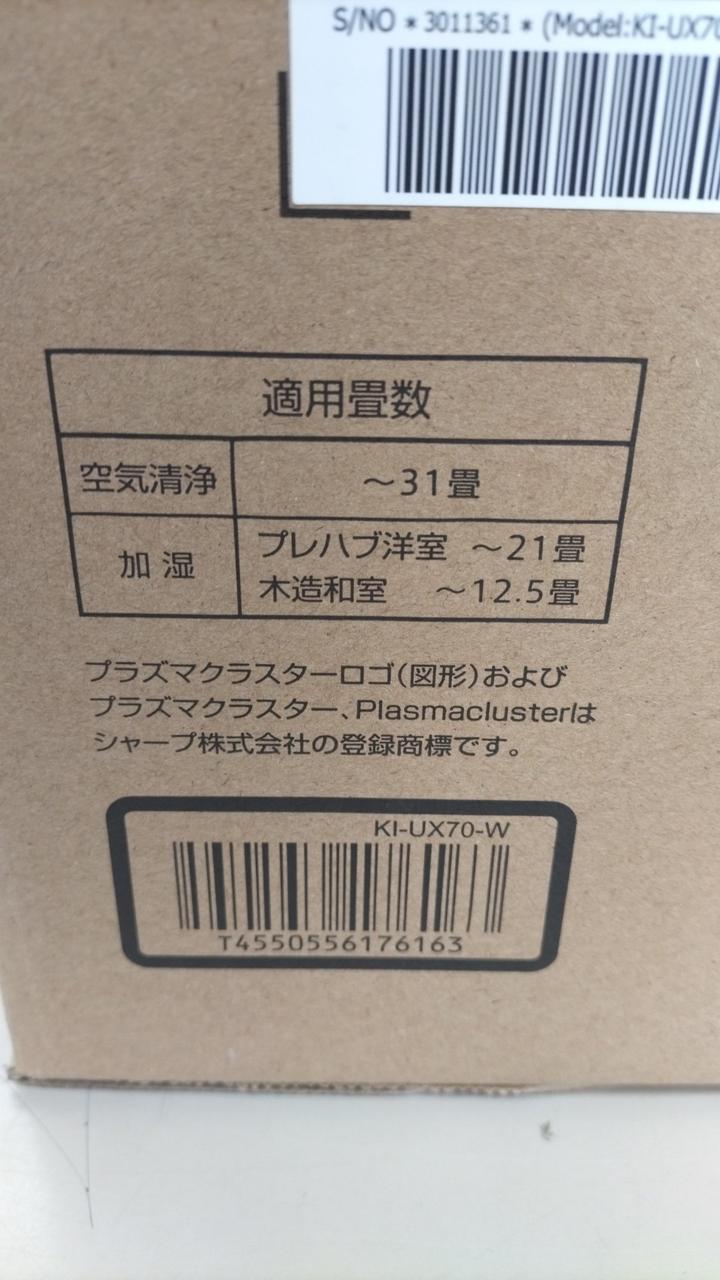 S/NO * 3011361 * (Model:KI-UX70
適用畳数
空気清浄 ～31畳
加湿 プレハブ洋室 ～21畳
木造和室 ～12.5畳
プラズマクラスターロゴ(図形)および
プラズマクラスター、Plasmaclusterは
シャープ株式会社の登録商標です。
KI-UX70-W
T4550556176163